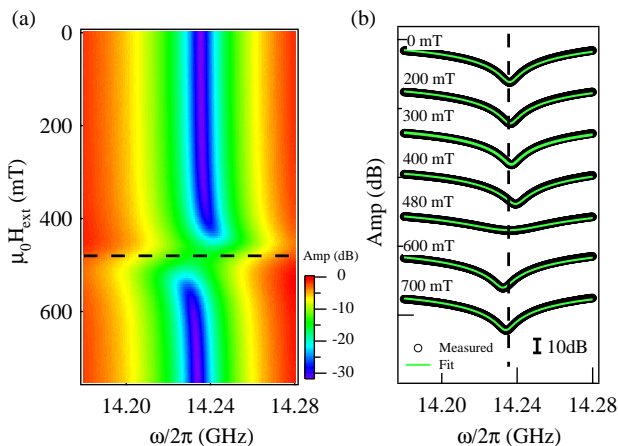 (a)
0
200
400
600
μ₀Hₑₓₜ (mT)
14.20
14.24
14.28
ω/2π (GHz)
Amp (dB)
0
-10
-20
-30
(b)
0 mT
200 mT
300 mT
400 mT
480 mT
600 mT
700 mT
Amp (dB)
Measured
Fit
10dB
14.20
14.24
14.28
ω/2π (GHz)